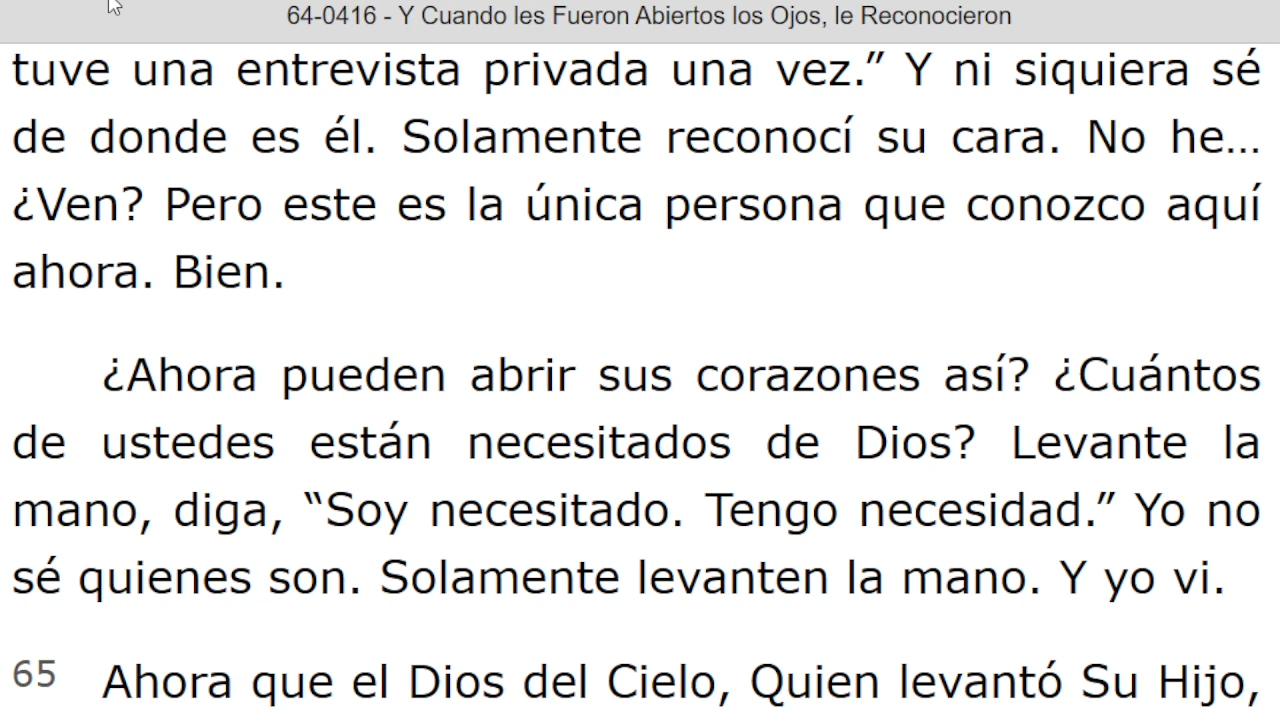 64-0416 - Y Cuando les Fueron Abiertos los Ojos, le Reconocieron
tuve una entrevista privada una vez.” Y ni siquiera sé
de donde es él. Solamente reconocí su cara. No he…
¿Ven? Pero este es la única persona que conozco aquí
ahora. Bien.
¿Ahora pueden abrir sus corazones así? ¿Cuántos
de ustedes están necesitados de Dios? Levante la
mano, diga, “Soy necesitado. Tengo necesidad.” Yo no
sé quienes son. Solamente levanten la mano. Y yo vi.
65 Ahora que el Dios del Cielo, Quien levantó Su Hijo,